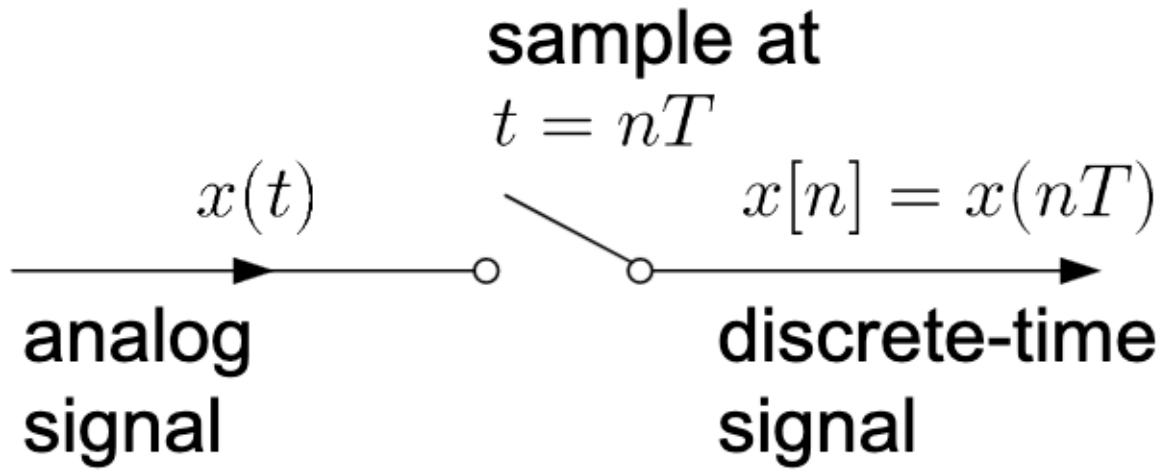 sample at
t = nT
x(t)
x[n] = x(nT)
analog
signal
discrete-time
signal